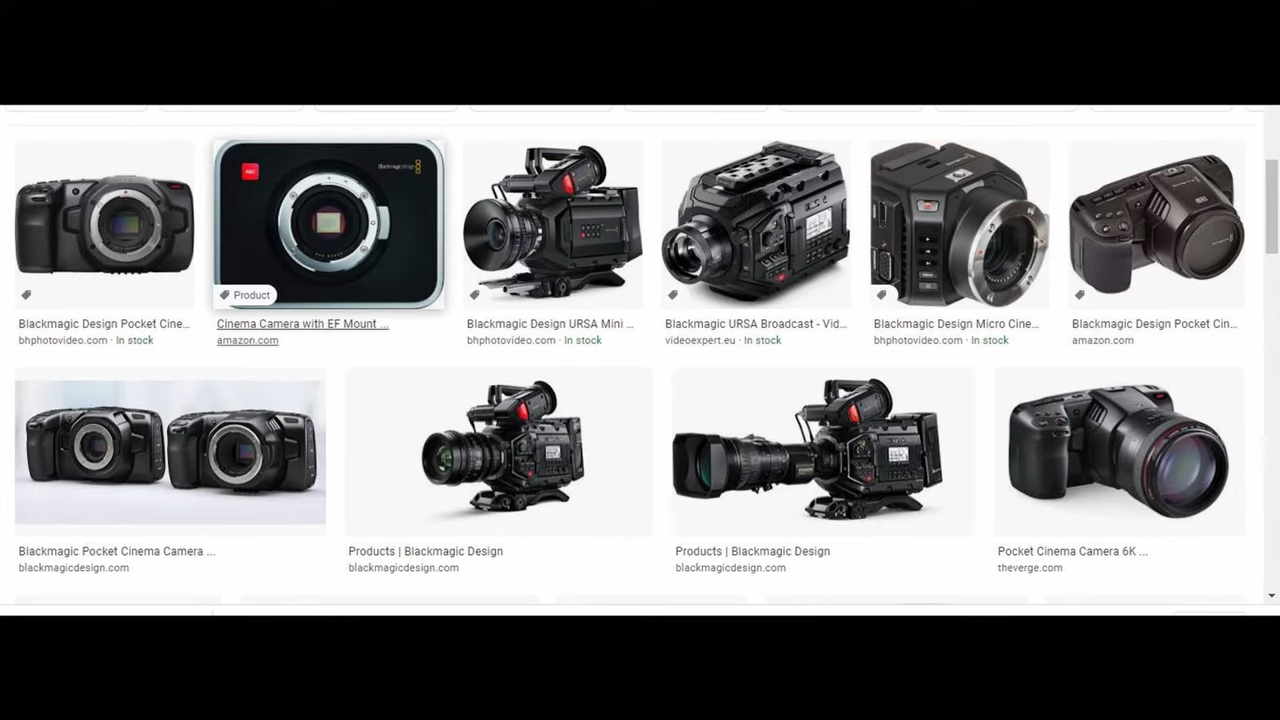 REC
Blackmagicdesign
Product
Blackmagic Design Pocket Cine...
bhphotovideo.com · In stock
Cinema Camera with EF Mount ...
amazon.com
Blackmagic Design URSA Mini ...
bhphotovideo.com · In stock
Blackmagic URSA Broadcast - Vid...
videoexpert.eu · In stock
Blackmagic Design Micro Cine...
bhphotovideo.com · In stock
Blackmagic Design Pocket Cin...
amazon.com
Blackmagic Pocket Cinema Camera ...
blackmagicdesign.com
Products | Blackmagic Design
blackmagicdesign.com
Products | Blackmagic Design
blackmagicdesign.com
Pocket Cinema Camera 6K ...
theverge.com